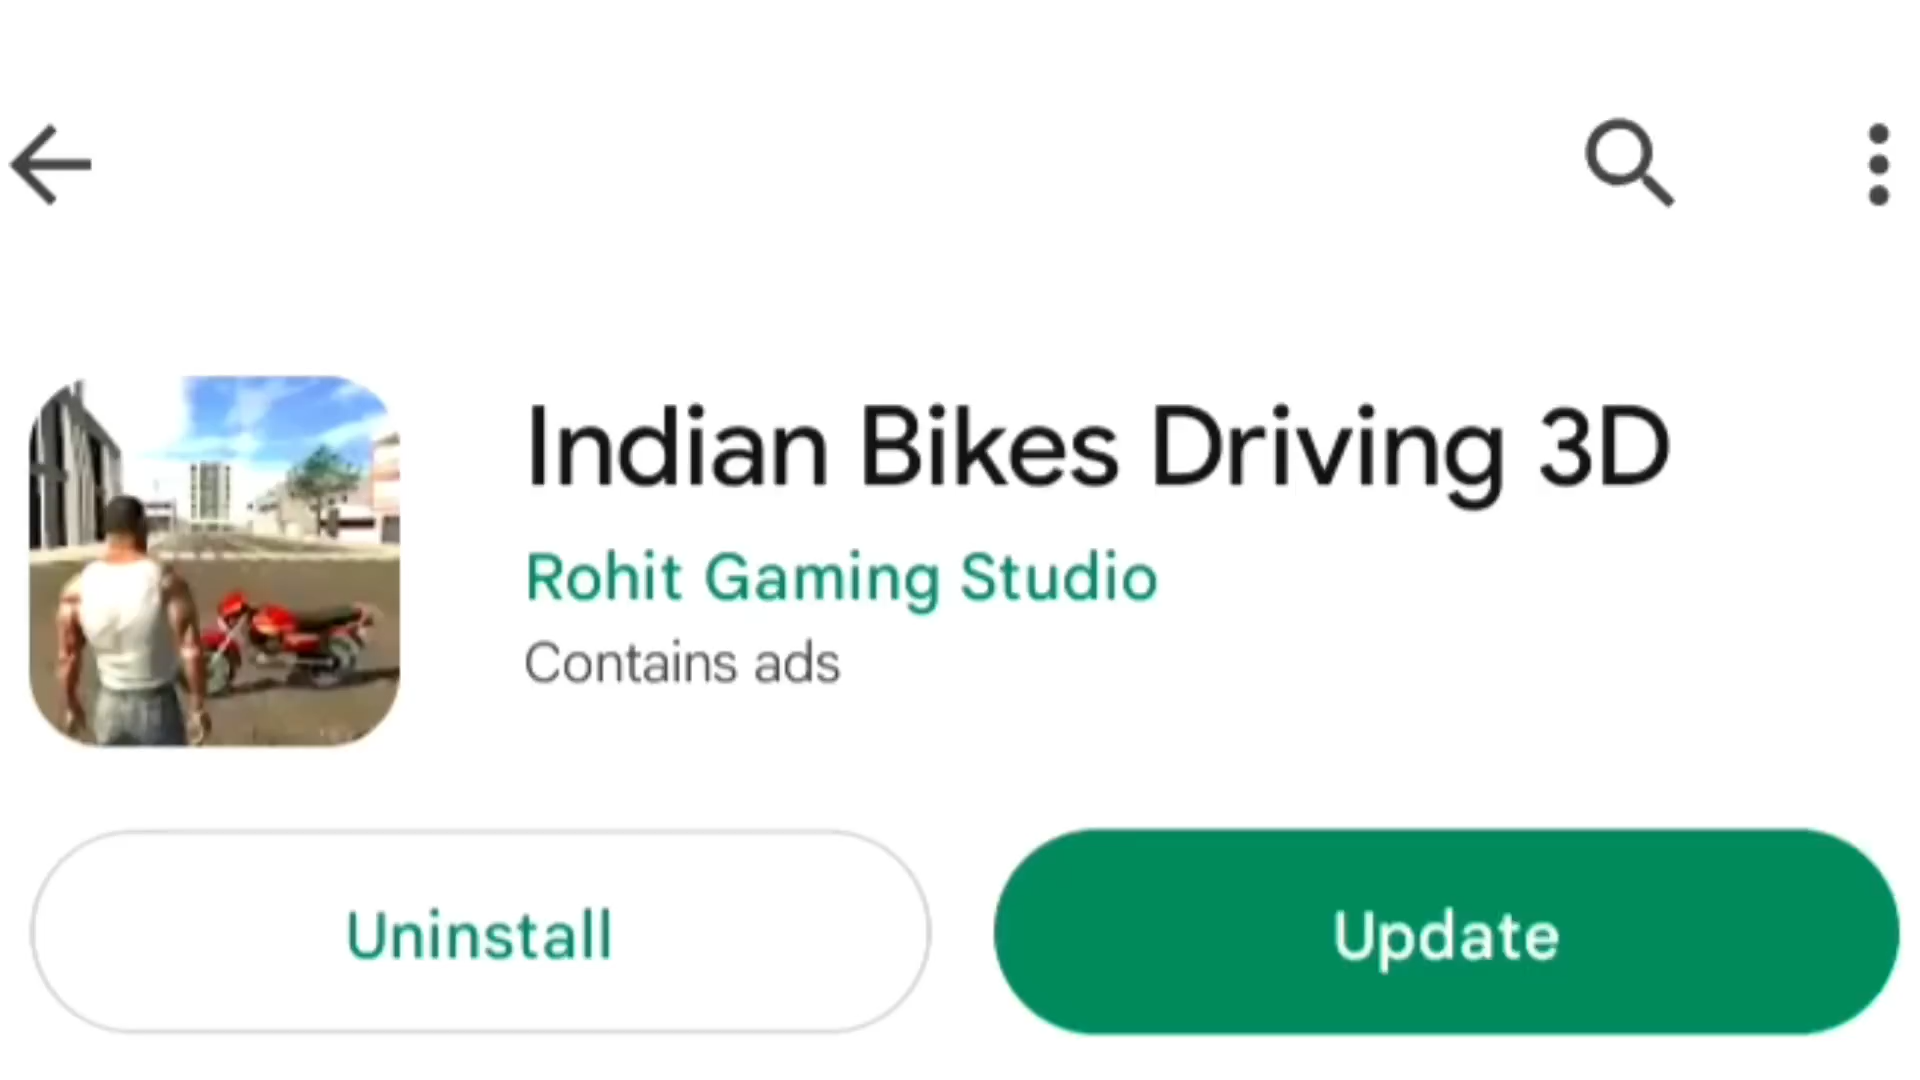 Indian Bikes Driving 3D
Rohit Gaming Studio
Contains ads
Uninstall
Update